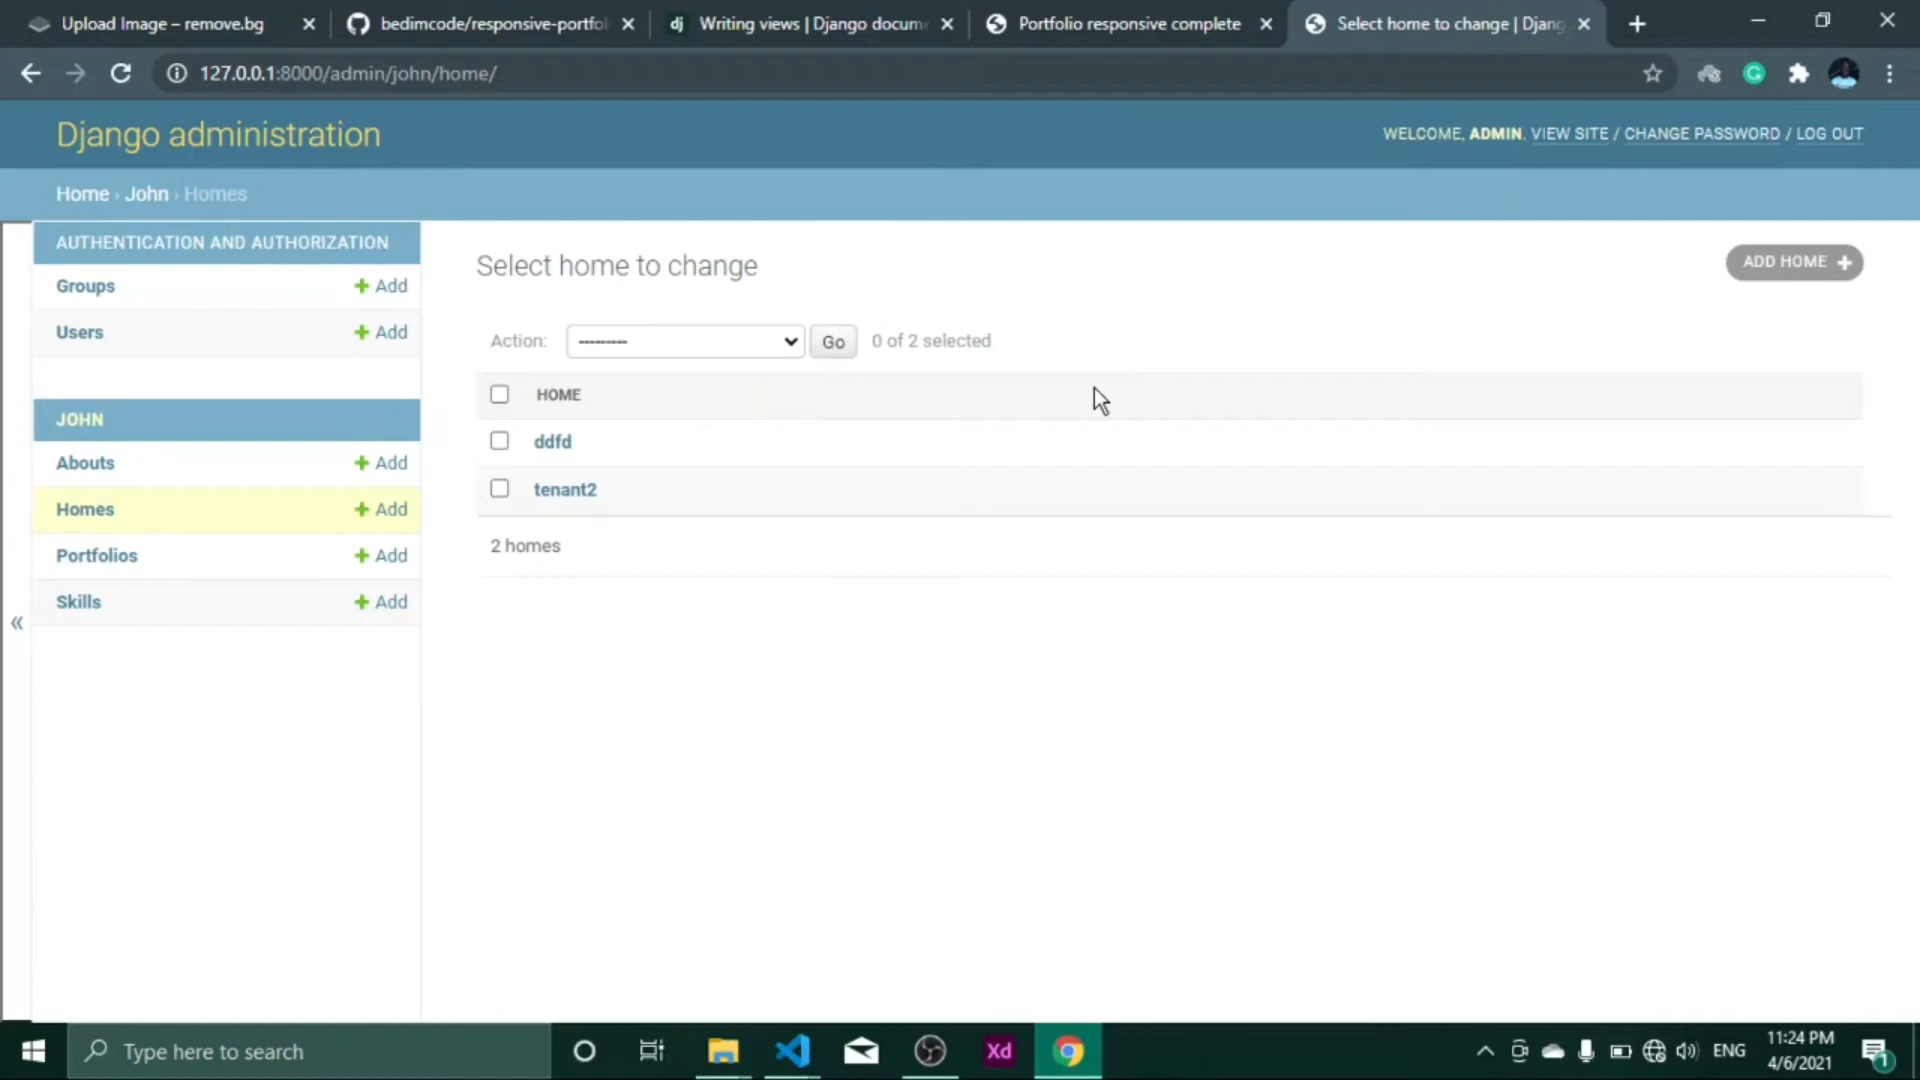 Upload Image – remove.bg
bedimcode/responsive-portfol
dj Writing views | Django docum
Portfolio responsive complete
Select home to change | Djang
127.0.0.1:8000/admin/john/home/
Django administration
WELCOME, ADMIN. VIEW SITE / CHANGE PASSWORD / LOG OUT
Home › John › Homes
AUTHENTICATION AND AUTHORIZATION
Groups + Add
Users + Add
JOHN
Abouts + Add
Homes + Add
Portfolios + Add
Skills + Add
«
Select home to change
ADD HOME +
Action: --------- Go 0 of 2 selected
HOME
ddfd
tenant2
2 homes
Type here to search
Xd
ENG
11:24 PM
4/6/2021
1